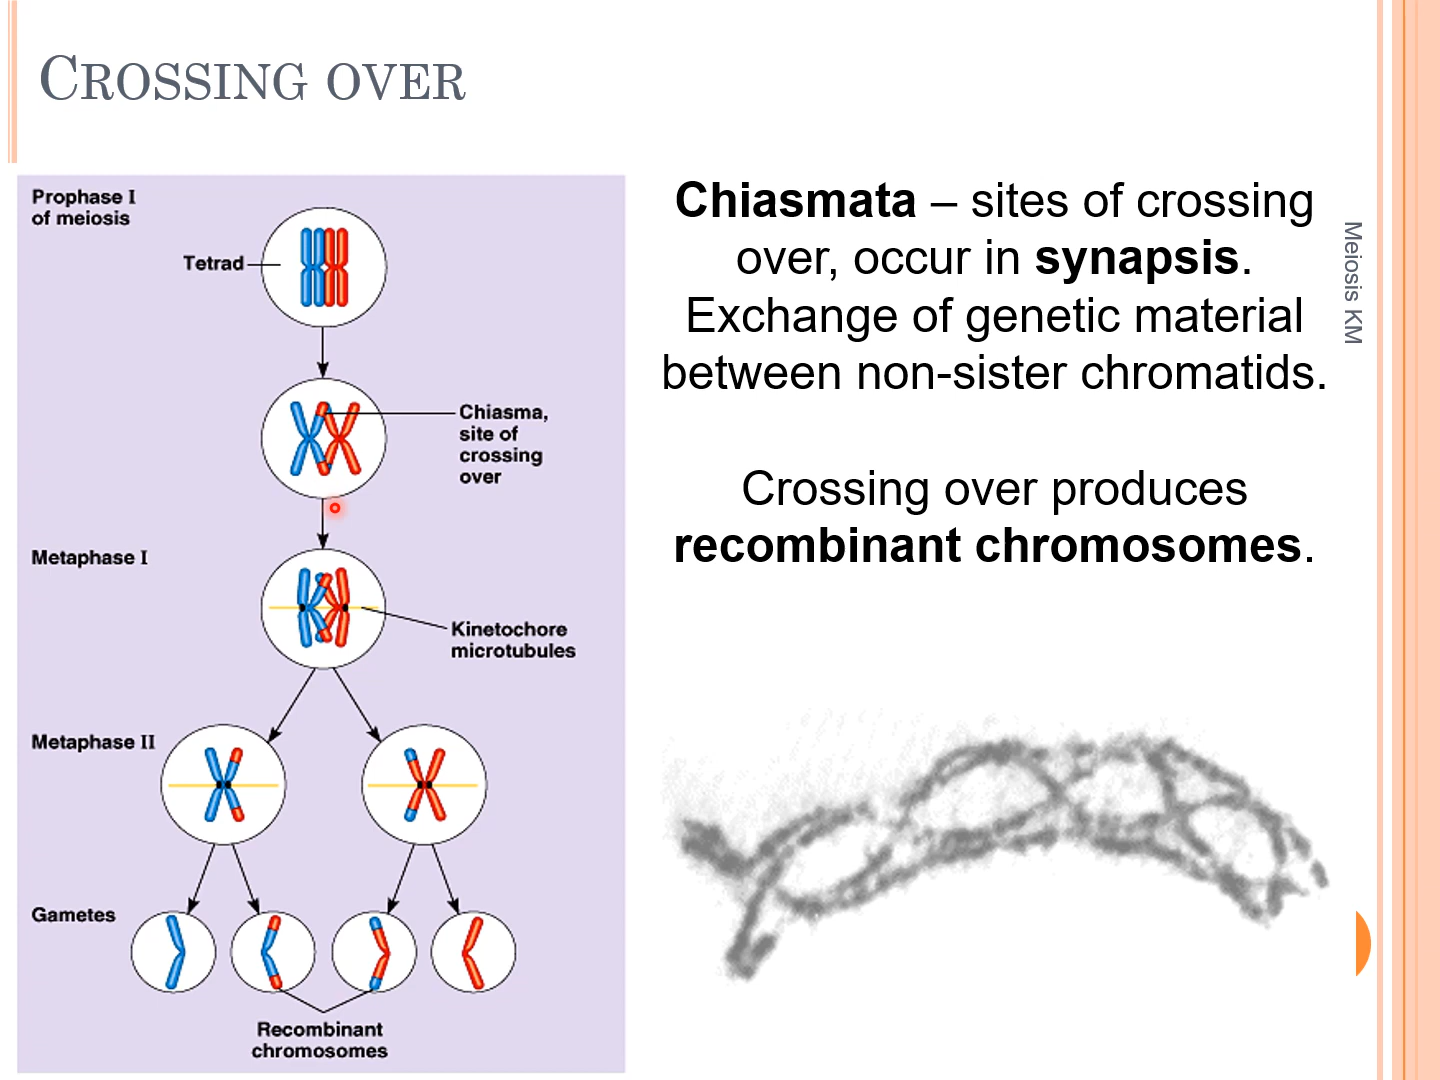 CROSSING OVER
Prophase I
of meiosis
Tetrad
Chiasma,
site of
crossing
over
Metaphase I
Kinetochore
microtubules
Metaphase II
Gametes
Recombinant
chromosomes
Chiasmata – sites of crossing
over, occur in synapsis.
Exchange of genetic material
between non-sister chromatids.
Crossing over produces
recombinant chromosomes.
Meiosis KM